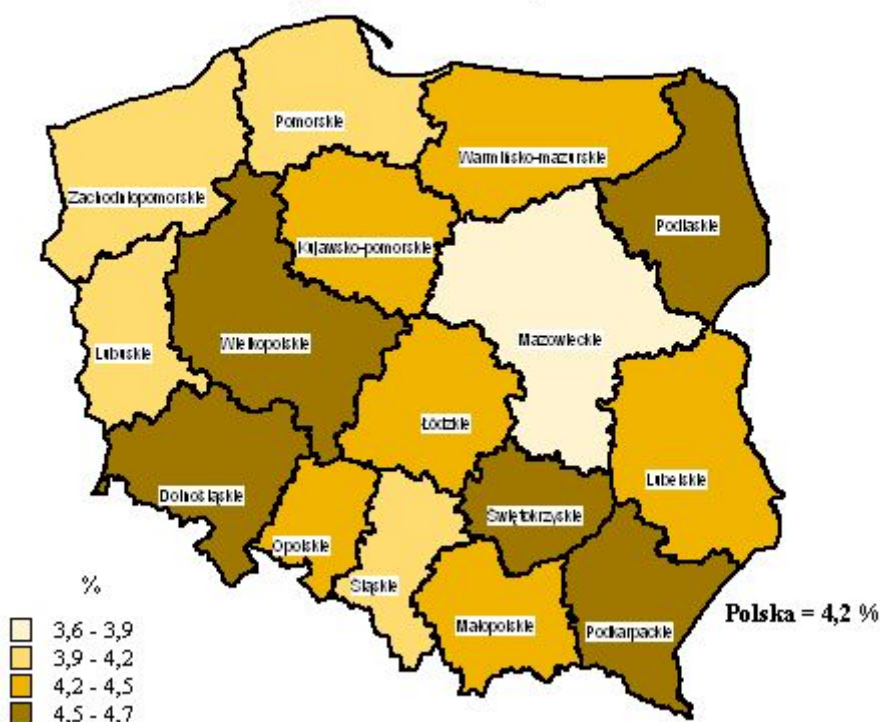 Pomorskie
Warmińsko-mazurskie
Zachodniopomorskie
Podlaskie
Kujawsko-pomorskie
Wielkopolskie
Mazowieckie
Lubuskie
Łódzkie
Lubelskie
Dolnośląskie
Świętokrzyskie
Opolskie
Śląskie
Małopolskie
Podkarpackie
Polska = 4,2 %
%
3,6 - 3,9
3,9 - 4,2
4,2 - 4,5
4,5 - 4,7